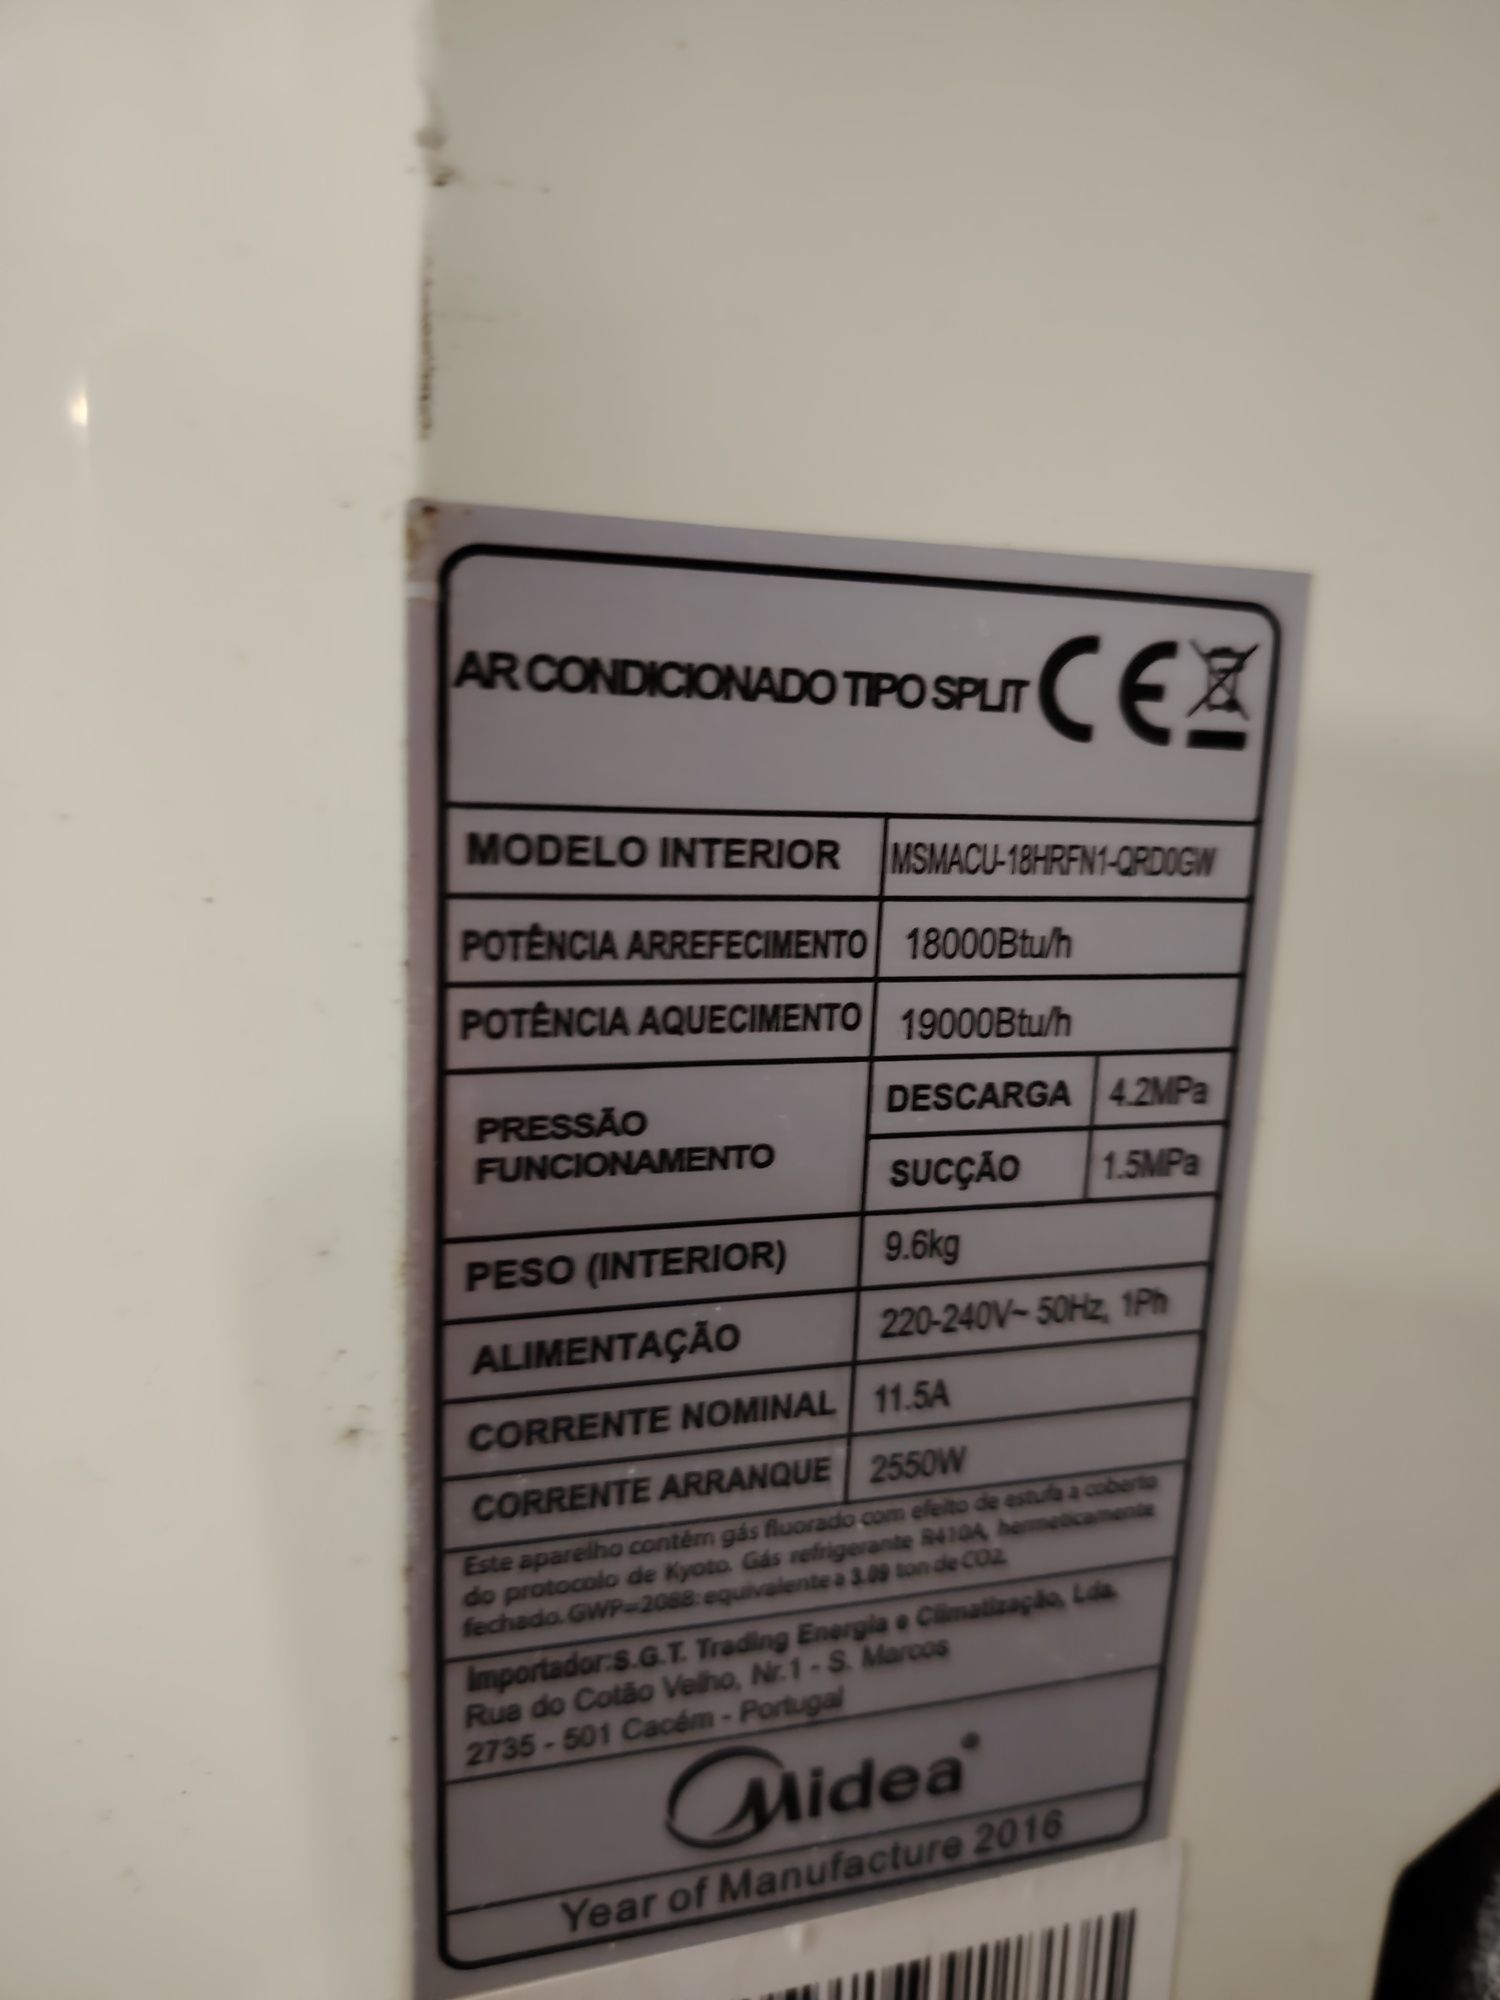 AR CONDICIONADO TIPO SPLIT CE
MODELO INTERIOR MSMACU-18HRFN1-QRD0GW
POTÊNCIA ARREFECIMENTO 18000Btu/h
POTÊNCIA AQUECIMENTO 19000Btu/h
PRESSÃO FUNCIONAMENTO DESCARGA 4.2MPa
SUCÇÃO 1.5MPa
PESO (INTERIOR) 9.6kg
ALIMENTAÇÃO 220-240V~ 50Hz, 1Ph
CORRENTE NOMINAL 11.5A
CORRENTE ARRANQUE 2550W
Este aparelho contêm gás fluorado com efeito de estufa a coberto
do protocolo de Kyoto. Gás refrigerante R410A, hermeticamente
fechado. GWP=2088: equivalente a 3.09 ton de CO2.
Importador:S.G.T. Trading Energia e Climatização, Lda.
Rua do Cotão Velho, Nr.1 - S. Marcos
2735 - 501 Cacém - Portugal
Midea®
Year of Manufacture 2016